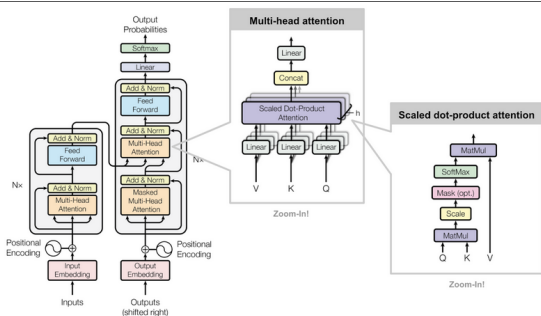 Output
Probabilities
Softmax
Linear
Add & Norm
Feed
Forward
Add & Norm
Multi-Head
Attention
Nx
Add & Norm
Masked
Multi-Head
Attention
Positional
Encoding
Output
Embedding
Outputs
(shifted right)
Add & Norm
Feed
Forward
Nx
Add & Norm
Multi-Head
Attention
Positional
Encoding
Input
Embedding
Inputs
Multi-head attention
Linear
Concat
Scaled Dot-Product
Attention
h
Linear
Linear
Linear
V
K
Q
Zoom-In!
Scaled dot-product attention
MatMul
SoftMax
Mask (opt.)
Scale
MatMul
Q
K
V
Zoom-In!